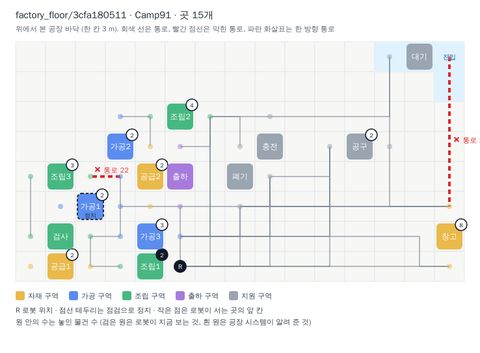 factory_floor/3cfa180511 · Camp91 · 곳 15개
위에서 본 공장 바닥 (한 칸 3 m). 회색 선은 통로, 빨간 점선은 막힌 통로, 파란 화살표는 한 방향 통로
대기
진입
4
조립2
✕ 통로
2
가공2
충전
2
공구
3
조립3
✕ 통로 22
2
공급2
출하
폐기
2
가공1
정지
검사
3
가공3
8
창고
2
공급1
2
조립1
R
자재 구역
가공 구역
조립 구역
출하 구역
지원 구역
R 로봇 위치 · 점선 테두리는 점검으로 정지 · 작은 점은 로봇이 서는 곳의 앞 칸
원 안의 수는 놓인 물건 수 (검은 원은 로봇이 지금 보는 것, 흰 원은 공장 시스템이 알려 준 것)